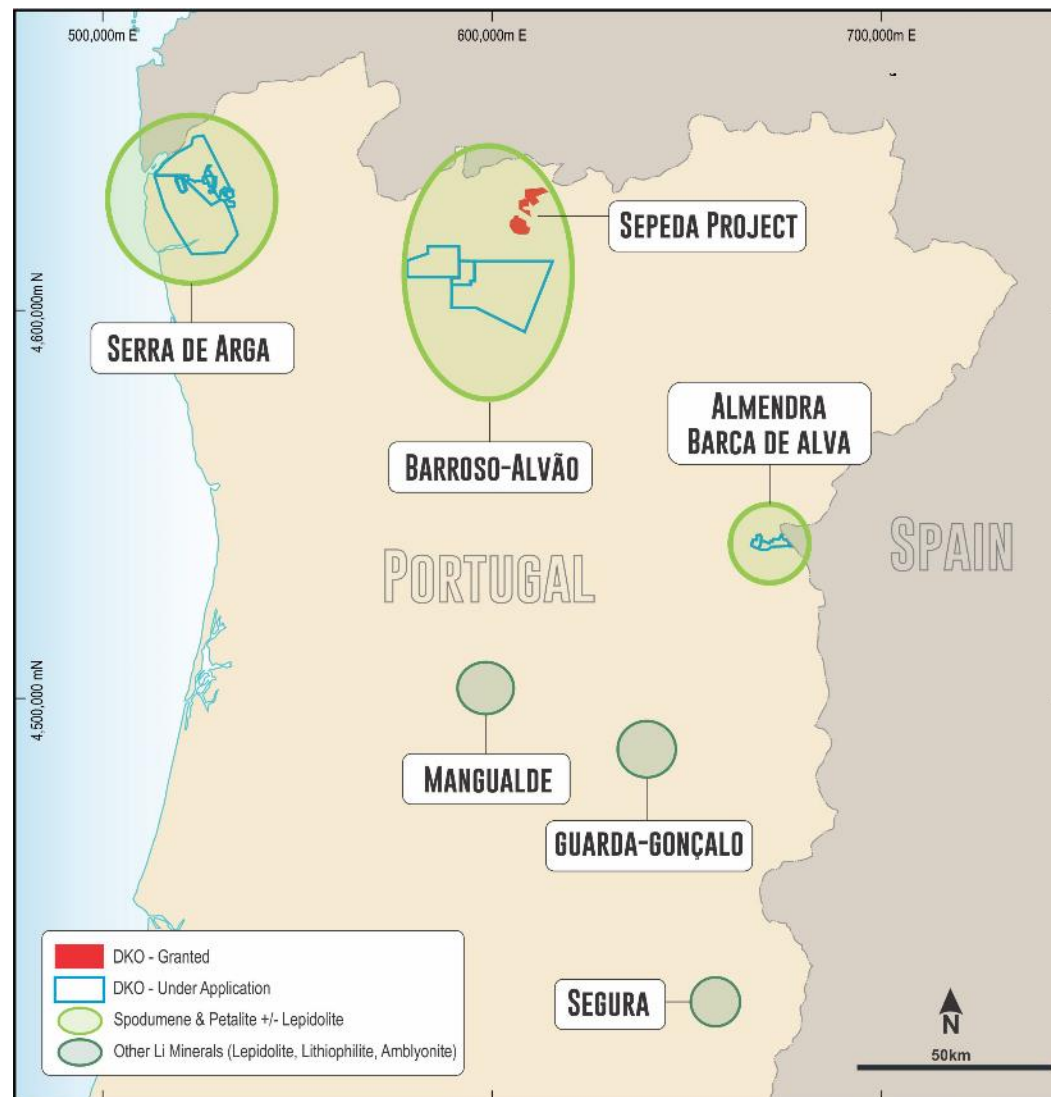 500,000m E
600,000m E
700,000m E
4,600,000m N
4,500,000 mN
SEPEDA PROJECT
SERRA DE ARGA
BARROSO-ALVÃO
ALMENDRA
BARCA DE ALVA
PORTUGAL
SPAIN
MANGUALDE
GUARDA-GONÇALO
SEGURA
DKO - Granted
DKO - Under Application
Spodumene & Petalite +/- Lepidolite
Other Li Minerals (Lepidolite, Lithiophilite, Amblyonite)
N
50km